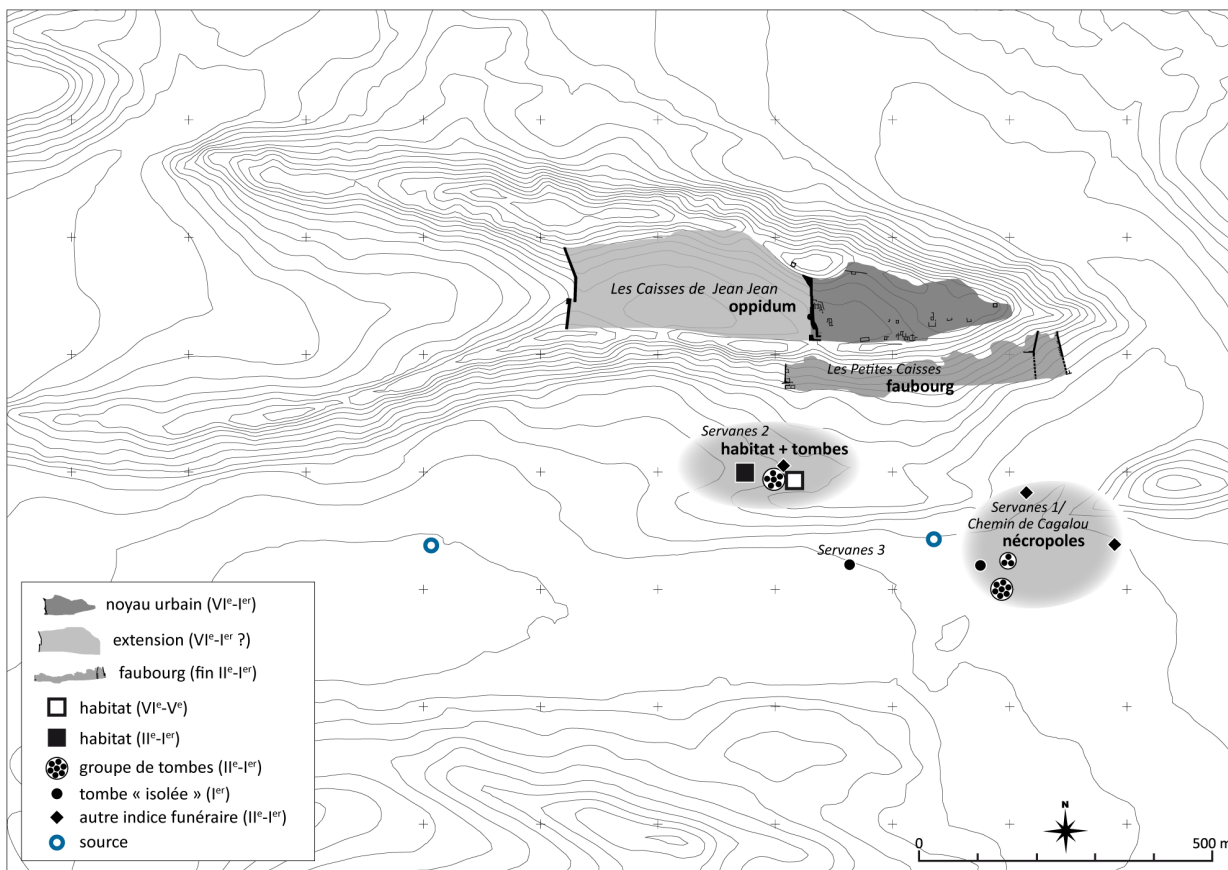 Les Caisses de Jean Jean
oppidum
Les Petites Caisses
faubourg
Servanes 2
habitat + tombes
Servanes 1/
Chemin de Cagalou
nécropoles
Servanes 3
noyau urbain (VIe-Ier)
extension (VIe-Ier ?)
faubourg (fin IIe-Ier)
habitat (VIe-Ve)
habitat (IIe-Ier)
groupe de tombes (IIe-Ier)
tombe « isolée » (Ier)
autre indice funéraire (IIe-Ier)
source
N
0 500 m